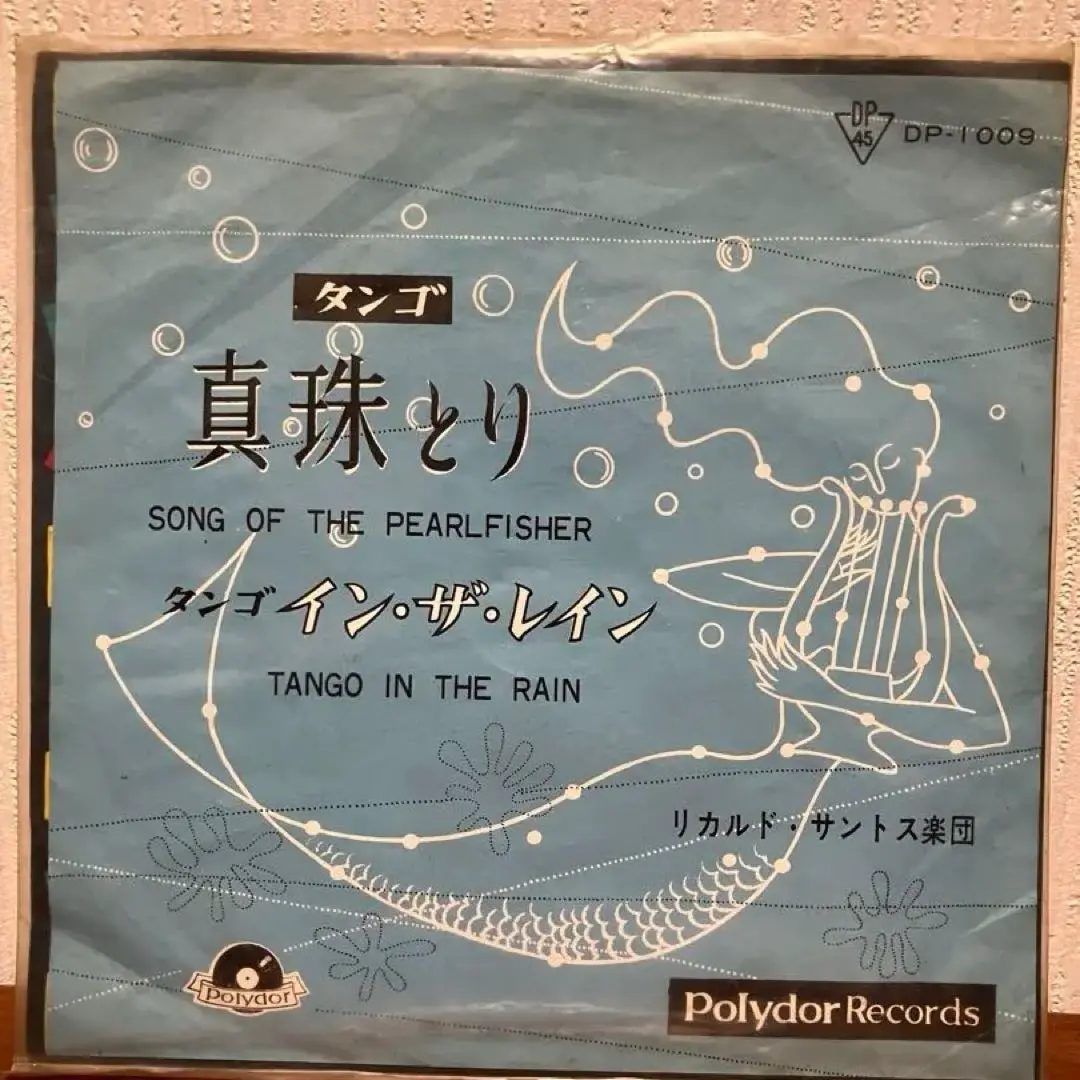 DP
45
DP-1009
タンゴ
真珠とり
SONG OF THE PEARLFISHER
タンゴ イン・ザ・レイン
TANGO IN THE RAIN
リカルド・サントス楽団
Polydor
Polydor Records